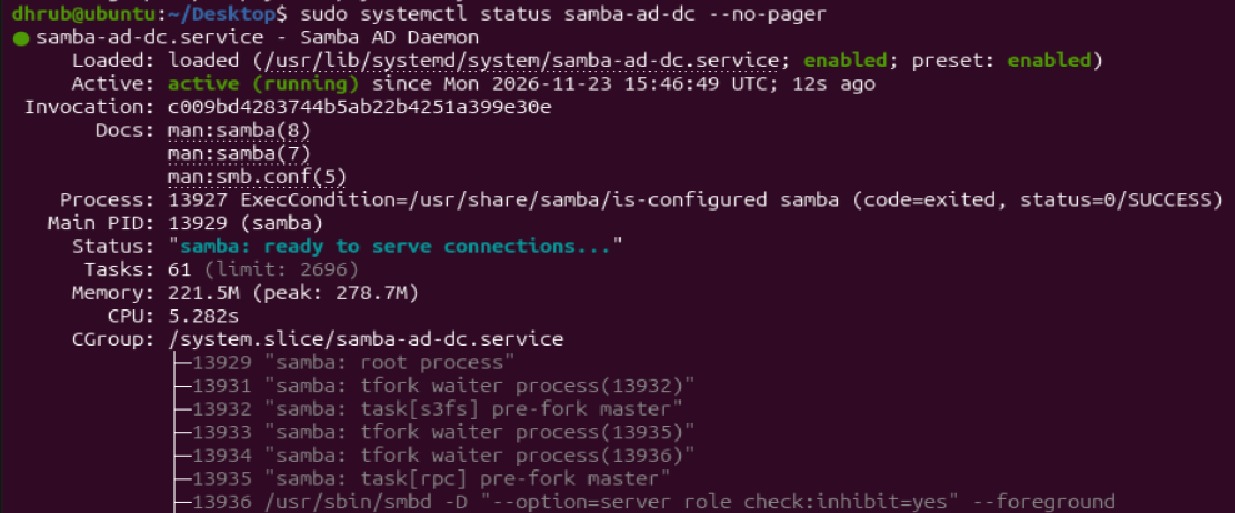 dhrub@ubuntu:~/Desktop$ sudo systemctl status samba-ad-dc --no-pager
● samba-ad-dc.service - Samba AD Daemon
Loaded: loaded (/usr/lib/systemd/system/samba-ad-dc.service; enabled; preset: enabled)
Active: active (running) since Mon 2026-11-23 15:46:49 UTC; 12s ago
Invocation: c009bd4283744b5ab22b4251a399e30e
Docs: man:samba(8)
man:samba(7)
man:smb.conf(5)
Process: 13927 ExecCondition=/usr/share/samba/is-configured samba (code=exited, status=0/SUCCESS)
Main PID: 13929 (samba)
Status: "samba: ready to serve connections..."
Tasks: 61 (limit: 2696)
Memory: 221.5M (peak: 278.7M)
CPU: 5.282s
CGroup: /system.slice/samba-ad-dc.service
├─13929 "samba: root process"
├─13931 "samba: tfork waiter process(13932)"
├─13932 "samba: task[s3fs] pre-fork master"
├─13933 "samba: tfork waiter process(13935)"
├─13934 "samba: tfork waiter process(13936)"
├─13935 "samba: task[rpc] pre-fork master"
├─13936 /usr/sbin/smbd -D "--option=server role check:inhibit=yes" --foreground